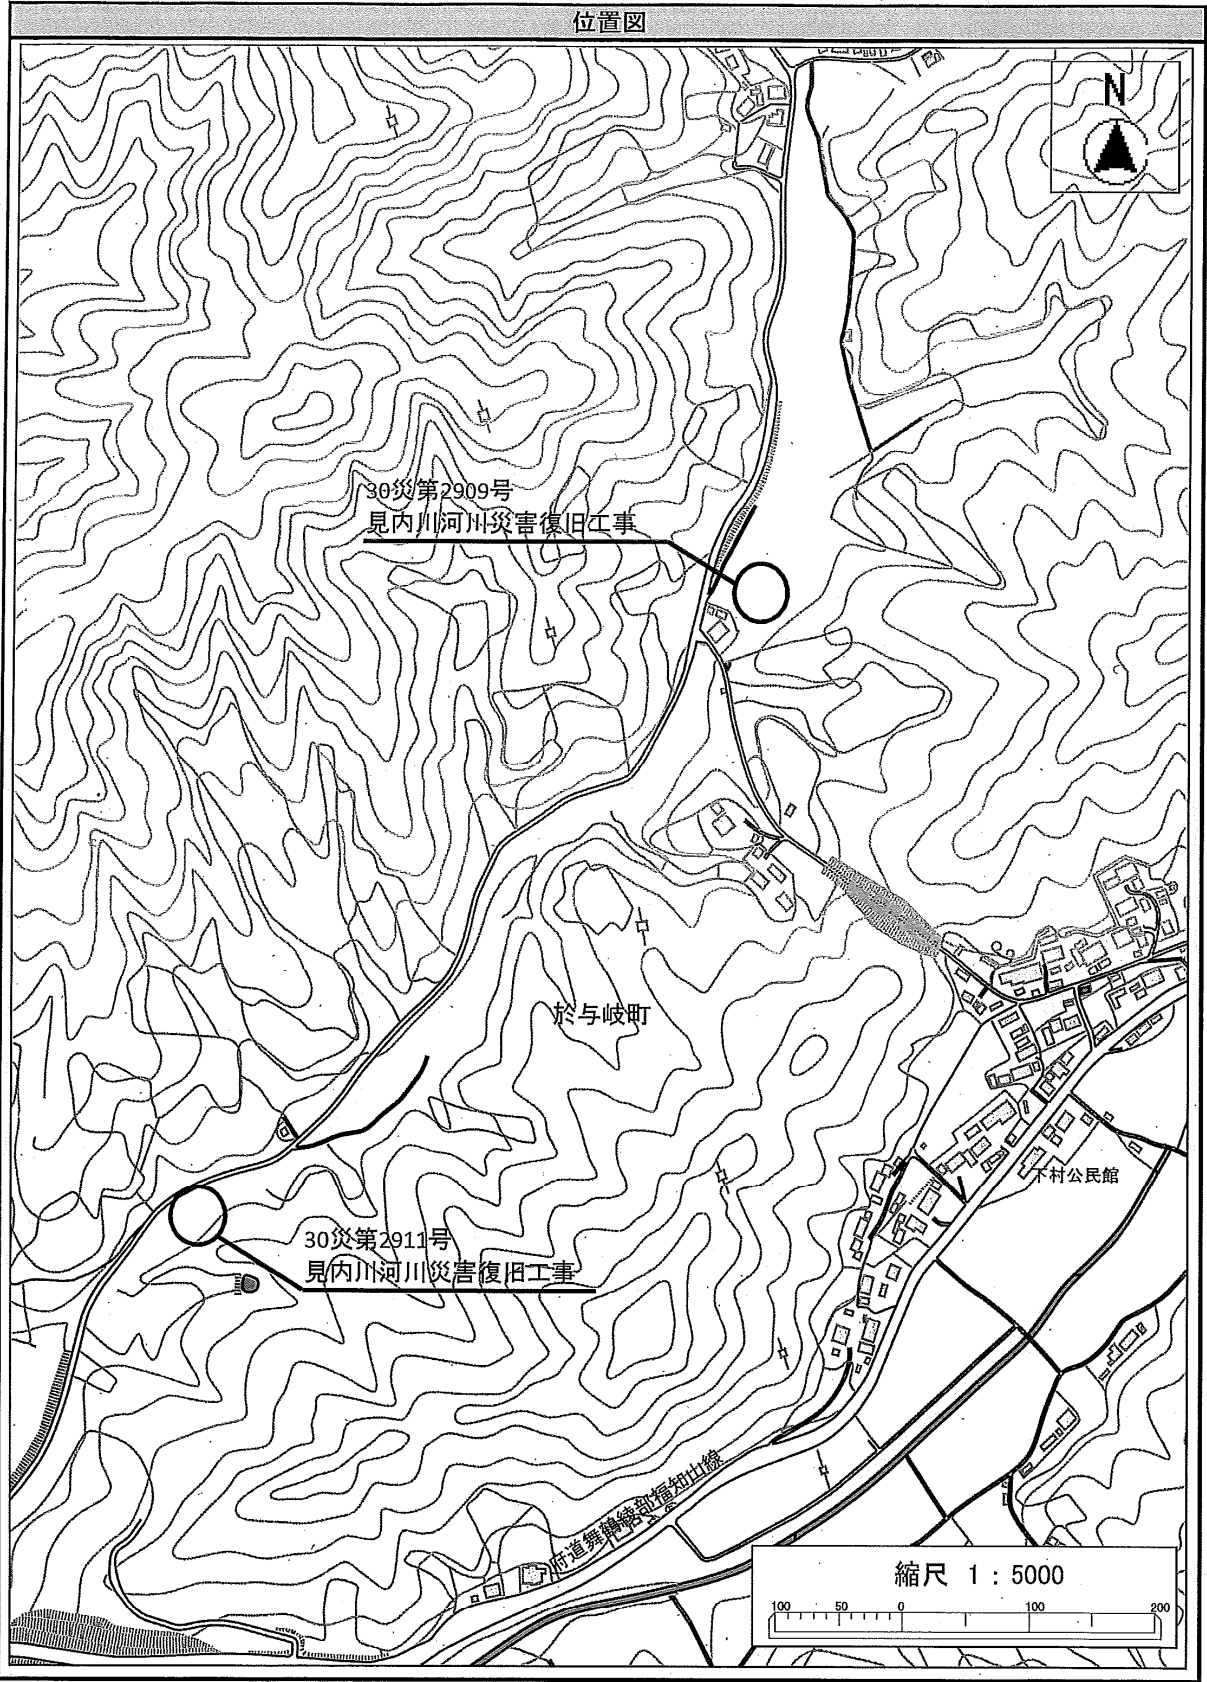 位置図
N
30災第2909号
見内川河川災害復旧工事
於与岐町
下村公民館
30災第2911号
見内川河川災害復旧工事
府道舞鶴綾部福知山線
縮尺 1:5000
100 50 0 100 200